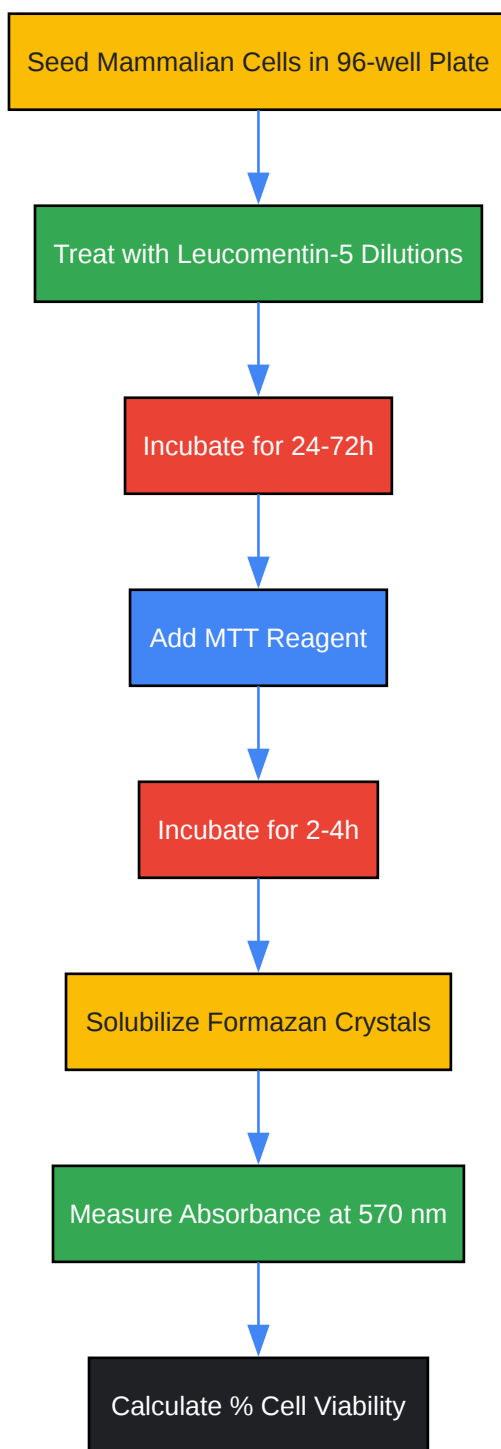 Seed Mammalian Cells in 96-well Plate
Treat with Leucomentin-5 Dilutions
Incubate for 24-72h
Add MTT Reagent
Incubate for 2-4h
Solubilize Formazan Crystals
Measure Absorbance at 570 nm
Calculate % Cell Viability